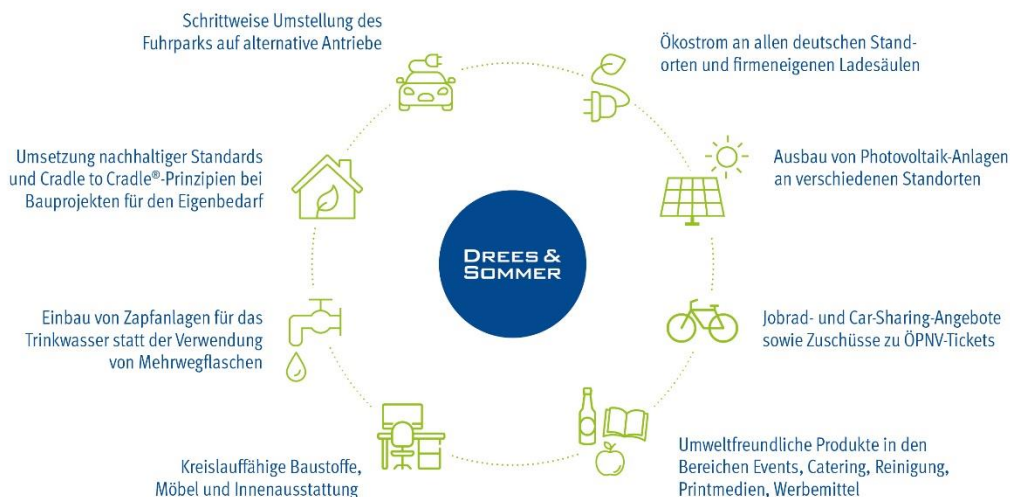 Schrittweise Umstellung des
Fuhrparks auf alternative Antriebe
Ökostrom an allen deutschen Stand-
orten und firmeneigenen Ladesäulen
Umsetzung nachhaltiger Standards
und Cradle to Cradle®-Prinzipien bei
Bauprojekten für den Eigenbedarf
Ausbau von Photovoltaik-Anlagen
an verschiedenen Standorten
DREES &
SOMMER
Einbau von Zapfanlagen für das
Trinkwasser statt der Verwendung
von Mehrwegflaschen
Jobrad- und Car-Sharing-Angebote
sowie Zuschüsse zu ÖPNV-Tickets
Kreislauffähige Baustoffe,
Möbel und Innenausstattung
Umweltfreundliche Produkte in den
Bereichen Events, Catering, Reinigung,
Printmedien, Werbemittel